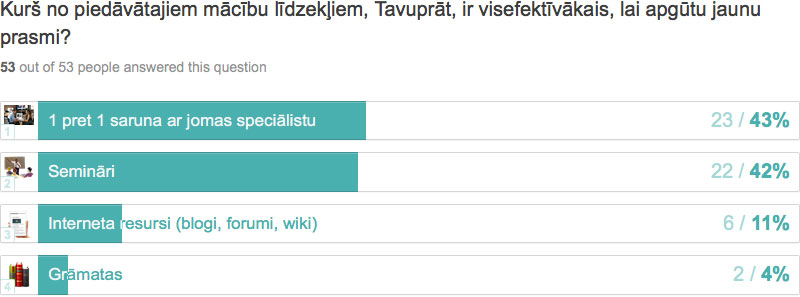 Kurš no piedāvātajiem mācību līdzekļiem, Tavuprāt, ir visefektīvākais, lai apgūtu jaunu
prasmi?
53 out of 53 people answered this question
1
1 pret 1 saruna ar jomas speciālistu
23 / 43%
2
Semināri
22 / 42%
3
Interneta resursi (blogi, forumi, wiki)
6 / 11%
4
Grāmatas
2 / 4%